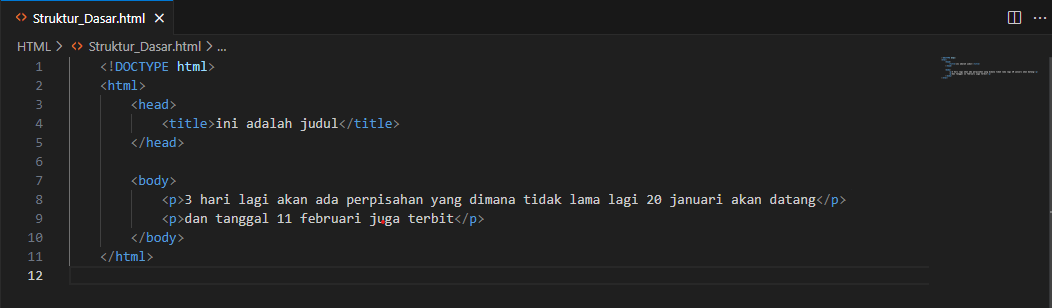 Struktur_Dasar.html
HTML > Struktur_Dasar.html > ...
1 <!DOCTYPE html>
2 <html>
3 <head>
4 <title>ini adalah judul</title>
5 </head>
6
7 <body>
8 <p>3 hari lagi akan ada perpisahan yang dimana tidak lama lagi 20 januari akan datang</p>
9 <p>dan tanggal 11 februari juga terbit</p>
10 </body>
11 </html>
12